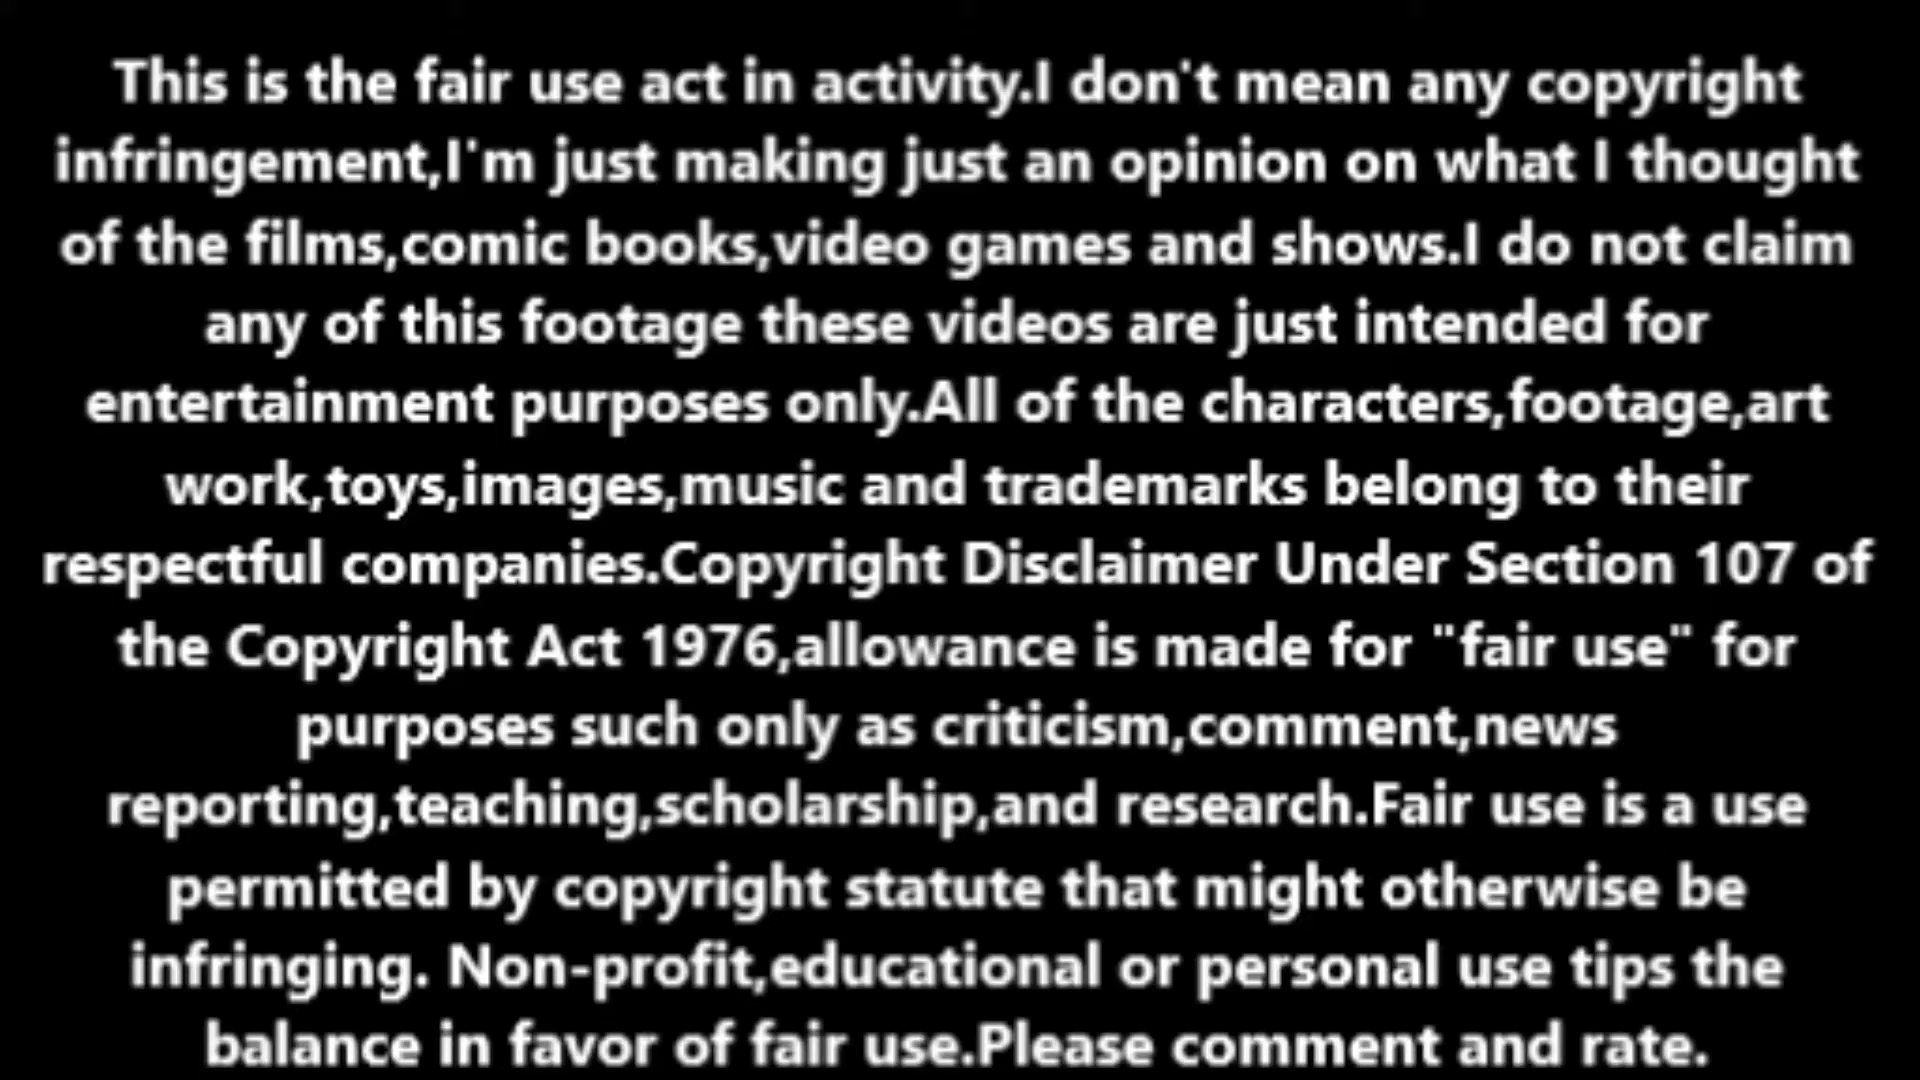 This is the fair use act in activity.I don't mean any copyright
infringement,I'm just making just an opinion on what I thought
of the films,comic books,video games and shows.I do not claim
any of this footage these videos are just intended for
entertainment purposes only.All of the characters,footage,art
work,toys,images,music and trademarks belong to their
respectful companies.Copyright Disclaimer Under Section 107 of
the Copyright Act 1976,allowance is made for "fair use" for
purposes such only as criticism,comment,news
reporting,teaching,scholarship,and research.Fair use is a use
permitted by copyright statute that might otherwise be
infringing. Non-profit,educational or personal use tips the
balance in favor of fair use.Please comment and rate.